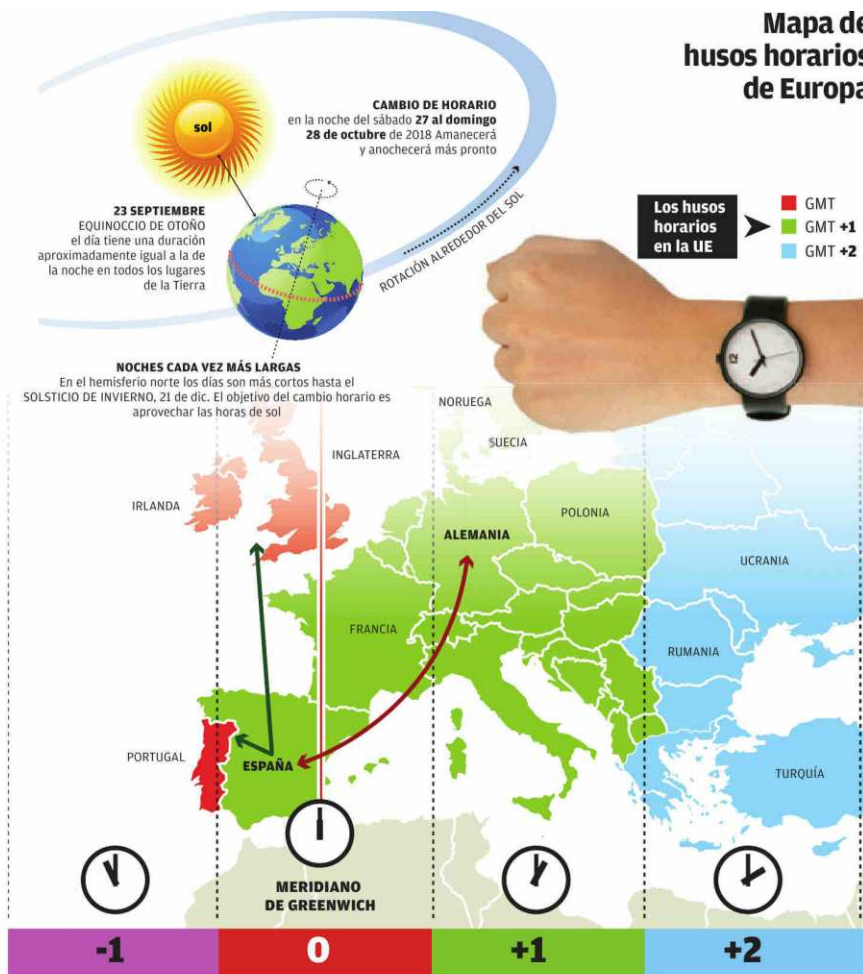 Mapa de
husos horarios
de Europa
sol
CAMBIO DE HORARIO
en la noche del sábado 27 al domingo
28 de octubre de 2018 Amanecerá
y anochecerá más pronto
23 SEPTIEMBRE
EQUINOCCIO DE OTOÑO
el día tiene una duración
aproximadamente igual a la de
la noche en todos los lugares
de la Tierra
ROTACIÓN ALREDEDOR DEL SOL
Los husos
horarios
en la UE
GMT
GMT +1
GMT +2
12
NOCHES CADA VEZ MÁS LARGAS
En el hemisferio norte los días son más cortos hasta el
SOLSTICIO DE INVIERNO, 21 de dic. El objetivo del cambio horario es
aprovechar las horas de sol
NORUEGA
SUECIA
INGLATERRA
IRLANDA
POLONIA
ALEMANIA
UCRANIA
FRANCIA
RUMANIA
PORTUGAL
ESPAÑA
TURQUÍA
MERIDIANO
DE GREENWICH
-1
0
+1
+2